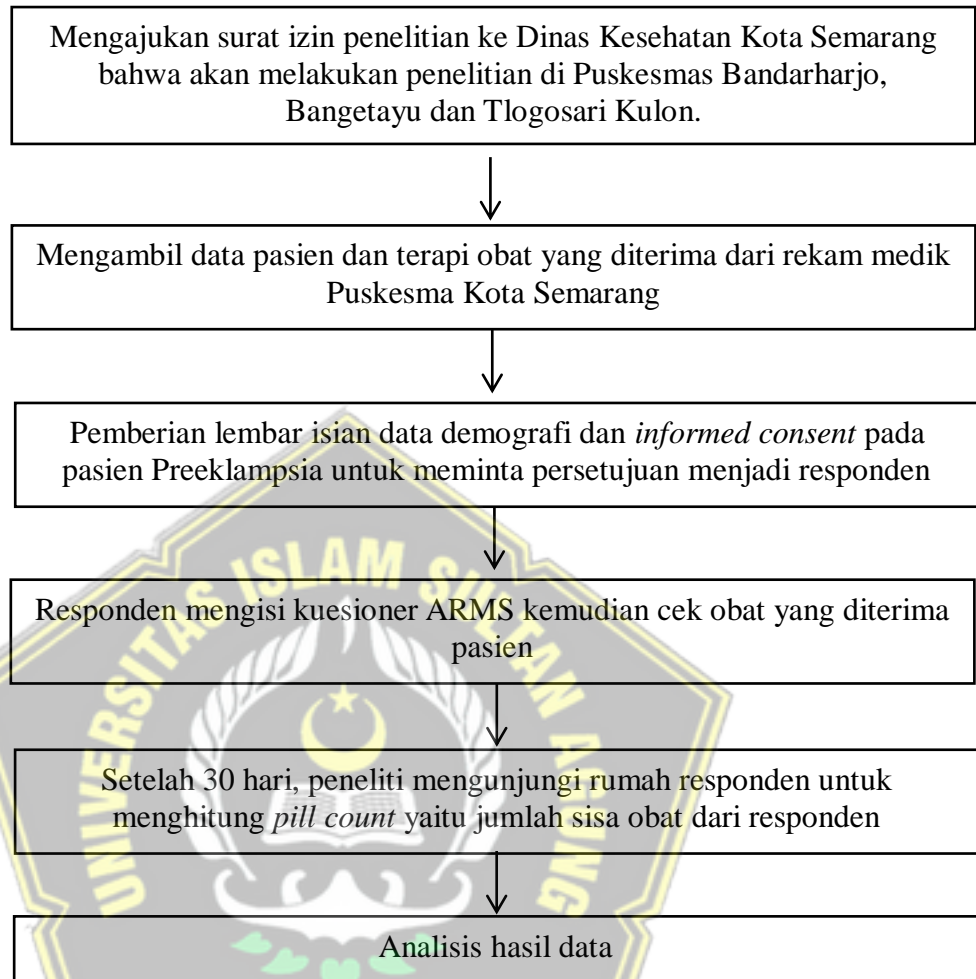 Mengajukan surat izin penelitian ke Dinas Kesehatan Kota Semarang
bahwa akan melakukan penelitian di Puskesmas Bandarharjo,
Bangetayu dan Tlogosari Kulon.
Mengambil data pasien dan terapi obat yang diterima dari rekam medik
Puskesma Kota Semarang
Pemberian lembar isian data demografi dan informed consent pada
pasien Preeklampsia untuk meminta persetujuan menjadi responden
Responden mengisi kuesioner ARMS kemudian cek obat yang diterima
pasien
Setelah 30 hari, peneliti mengunjungi rumah responden untuk
menghitung pill count yaitu jumlah sisa obat dari responden
Analisis hasil data
UNIVERSITAS ISLAM SULTAN AGUNG